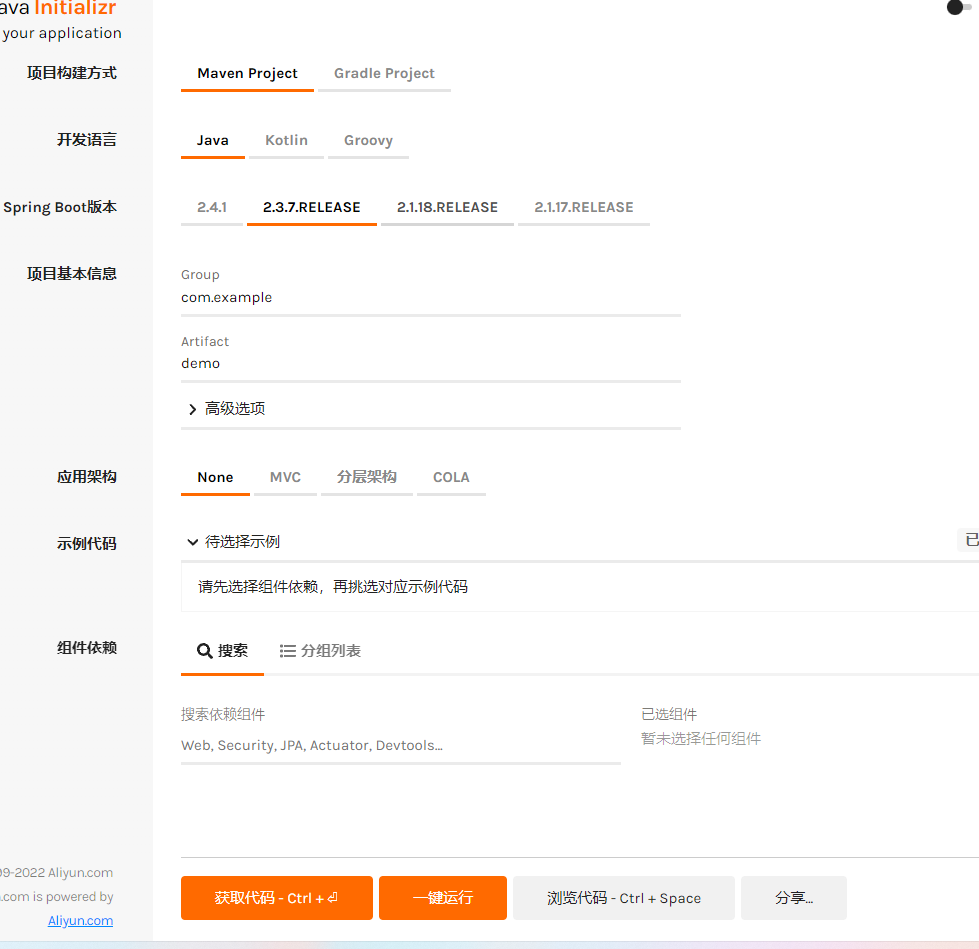 ava Initializr
your application
项目构建方式
Maven Project Gradle Project
开发语言
Java Kotlin Groovy
Spring Boot版本
2.4.1 2.3.7.RELEASE 2.1.18.RELEASE 2.1.17.RELEASE
项目基本信息
Group
com.example
Artifact
demo
高级选项
应用架构
None MVC 分层架构 COLA
示例代码
待选择示例
已
请先选择组件依赖，再挑选对应示例代码
组件依赖
搜索 分组列表
搜索依赖组件
Web, Security, JPA, Actuator, Devtools...
已选组件
暂未选择任何组件
99-2022 Aliyun.com
.com is powered by
Aliyun.com
获取代码 - Ctrl + ⏎
一键运行
浏览代码 - Ctrl + Space
分享...